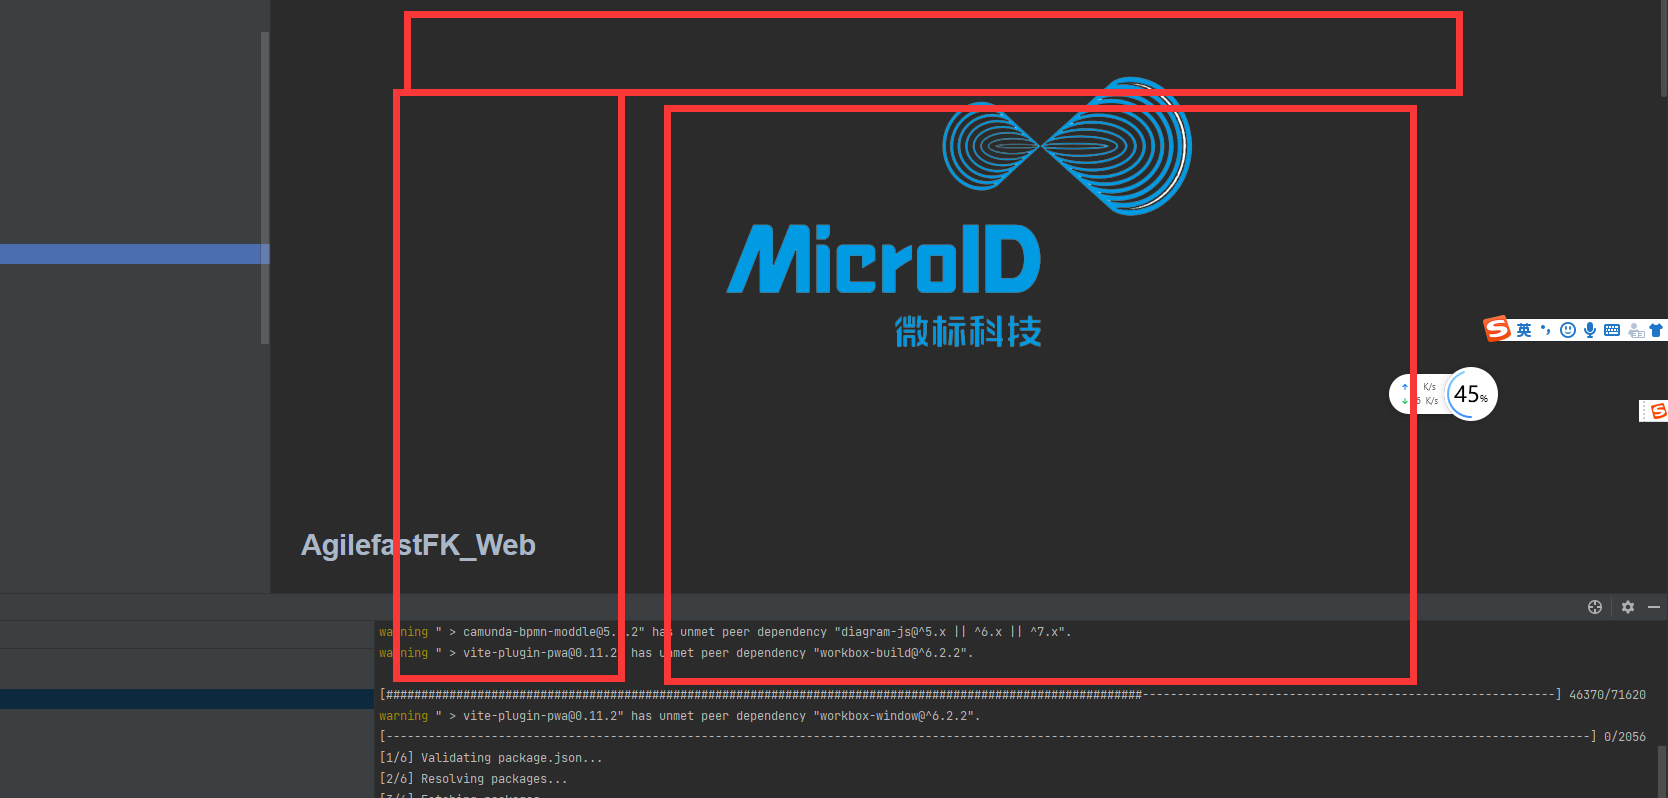 MicroID
微标科技
英
K/s
K/s
45%
AgilefastFK_Web
warning " > camunda-bpmn-moddle@5. .2" has unmet peer dependency "diagram-js@^5.x || ^6.x || ^7.x".
warning " > vite-plugin-pwa@0.11.2 has unmet peer dependency "workbox-build@^6.2.2".
[############################################################################################################-----------------------------------------------------------] 46370/71620
warning " > vite-plugin-pwa@0.11.2" has unmet peer dependency "workbox-window@^6.2.2".
[----------------------------------------------------------------------------------------------------------------------------------------------------------------------------] 0/2056
[1/6] Validating package.json...
[2/6] Resolving packages...